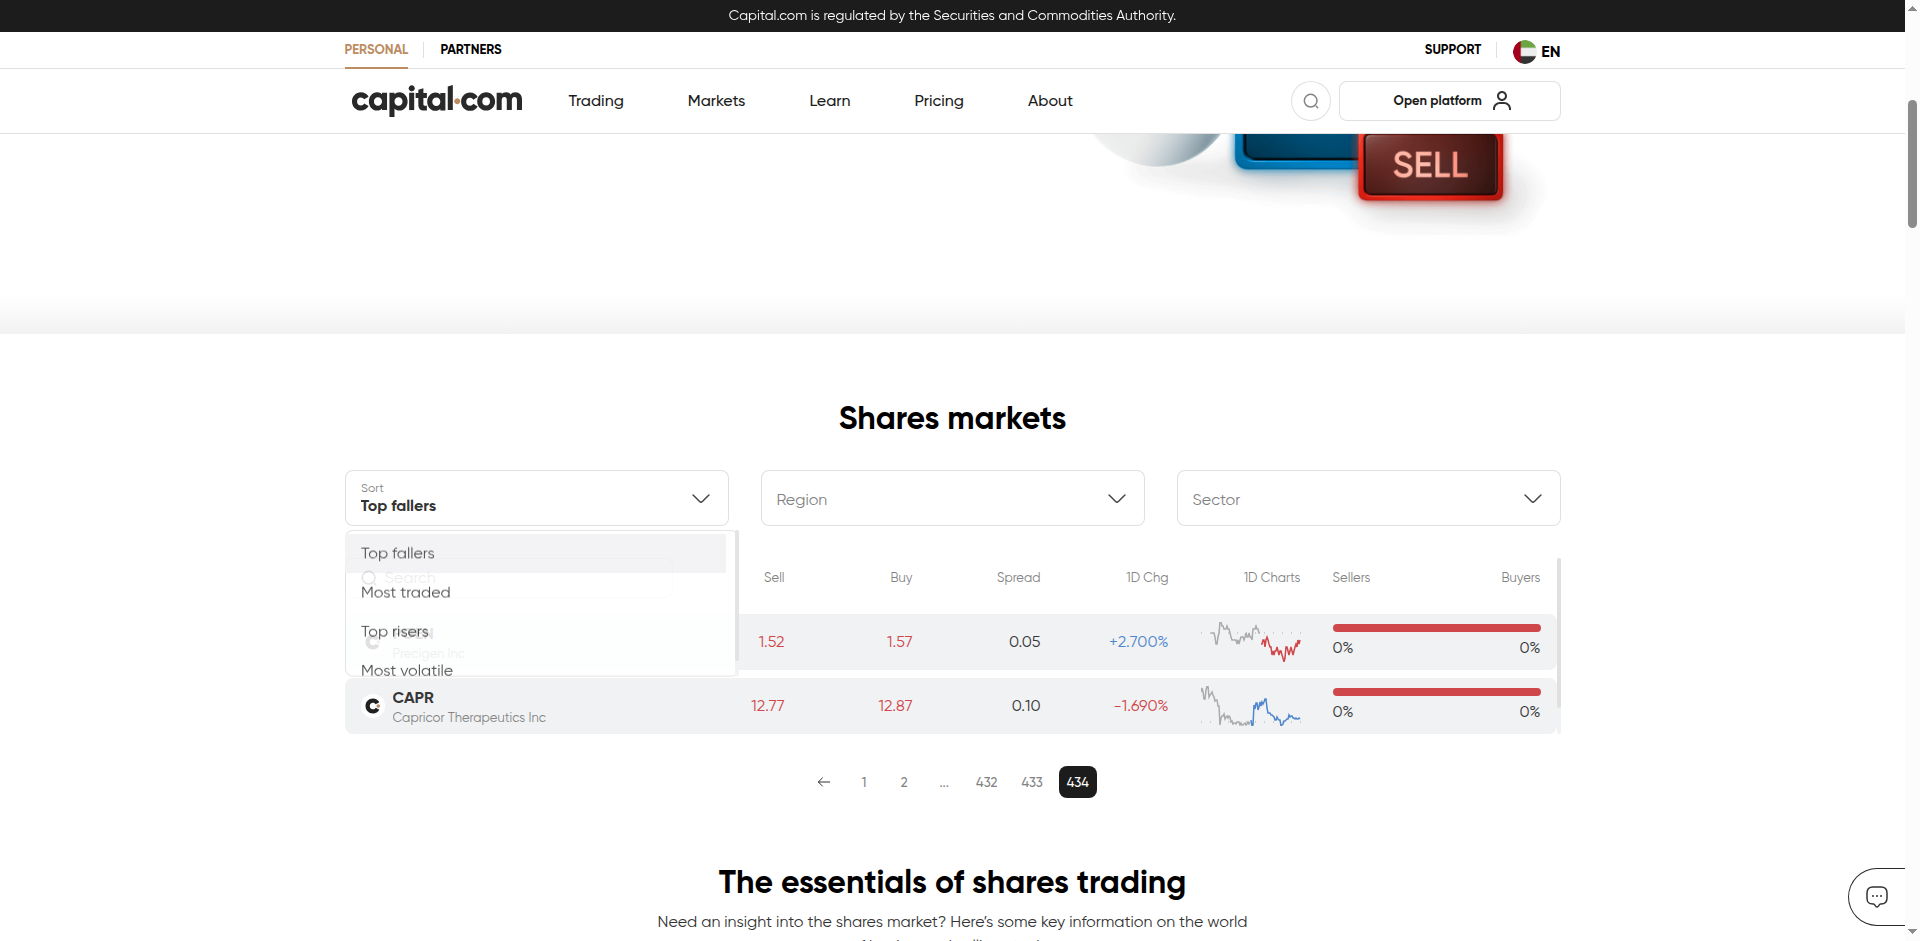 Capital.com is regulated by the Securities and Commodities Authority.
PERSONAL
PARTNERS
SUPPORT
EN
capital.com
Trading
Markets
Learn
Pricing
About
Open platform
SELL
Shares markets
Sort
Top fallers
Region
Sector
Top fallers
Search
Most traded
Top risers
Precigen Inc
Most volatile
Sell
Buy
Spread
1D Chg
1D Charts
Sellers
Buyers
1.52
1.57
0.05
+2.700%
0%
0%
CAPR
Capricor Therapeutics Inc
12.77
12.87
0.10
-1.690%
0%
0%
1
2
...
432
433
434
The essentials of shares trading
Need an insight into the shares market? Here’s some key information on the world